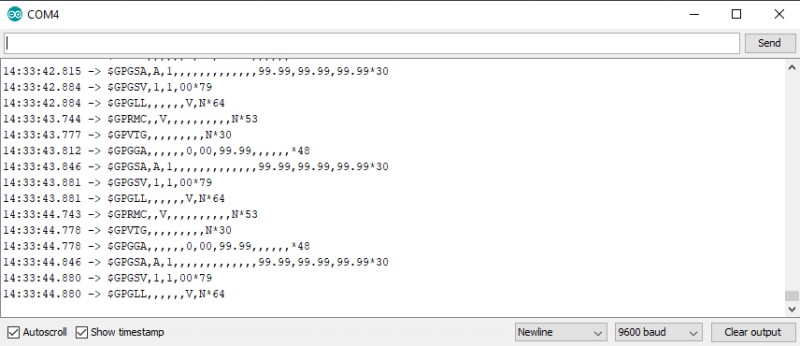 COM4
Send
14:33:42.815 -> $GPGSA,A,1,,,,,,,,,,,,,99.99,99.99,99.99*30
14:33:42.884 -> $GPGSV,1,1,00*79
14:33:42.884 -> $GPGLL,,,,,,V,N*64
14:33:43.744 -> $GPRMC,,V,,,,,,,,,,N*53
14:33:43.777 -> $GPVTG,,,,,,,,,N*30
14:33:43.812 -> $GPGGA,,,,,,0,00,99.99,,,,,,*48
14:33:43.846 -> $GPGSA,A,1,,,,,,,,,,,,,99.99,99.99,99.99*30
14:33:43.881 -> $GPGSV,1,1,00*79
14:33:43.881 -> $GPGLL,,,,,,V,N*64
14:33:44.743 -> $GPRMC,,V,,,,,,,,,,N*53
14:33:44.778 -> $GPVTG,,,,,,,,,N*30
14:33:44.778 -> $GPGGA,,,,,,0,00,99.99,,,,,,*48
14:33:44.846 -> $GPGSA,A,1,,,,,,,,,,,,,99.99,99.99,99.99*30
14:33:44.880 -> $GPGSV,1,1,00*79
14:33:44.880 -> $GPGLL,,,,,,V,N*64
Autoscroll Show timestamp Newline 9600 baud Clear output